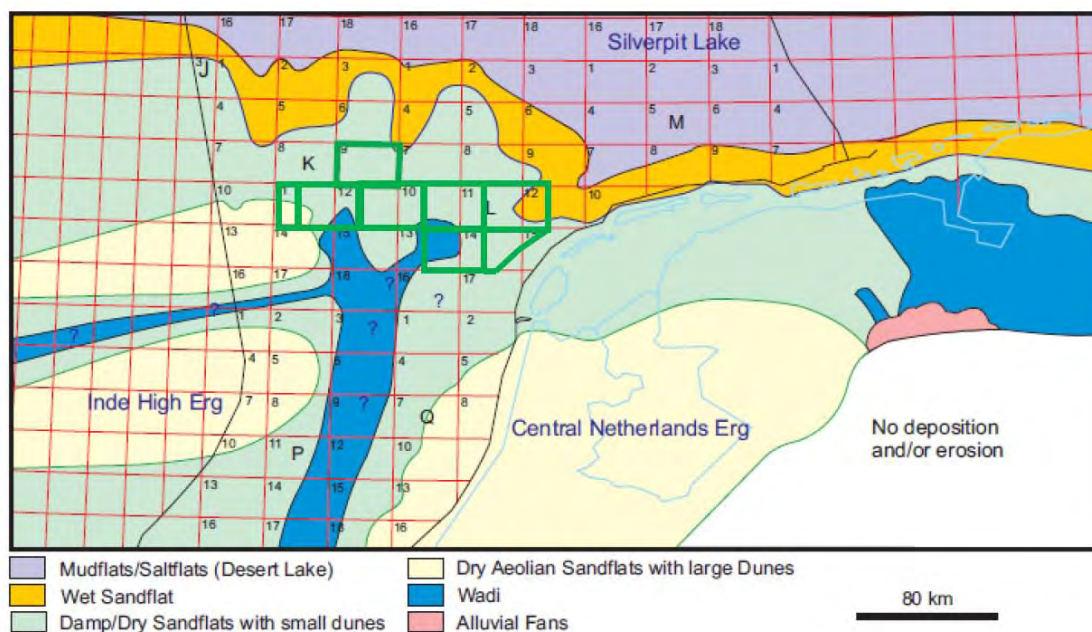 16 17 18 16 17 18 16 17 18 16
Silverpit Lake
3 1 2 3 1 2 3 1 2 3 1
J
5 6 4 5 6 4 5 6 4
M
7 8 9 7 8 9 7 8 9 7
K
10 1 12 10 11 12 10
L
13 14 15 13 14 15
16 17 18 16 17
? ? ?
1 2 3 1 2
? ?
4 5 6 4 5
Inde High Erg
7 8 9 7 8
?
Q
Central Netherlands Erg
10 11 12 10
P
No deposition
and/or erosion
13 14 15 13
16 17 18 16
Mudflats/Saltflats (Desert Lake)
Wet Sandflat
Damp/Dry Sandflats with small dunes
Dry Aeolian Sandflats with large Dunes
Wadi
Alluvial Fans
80 km